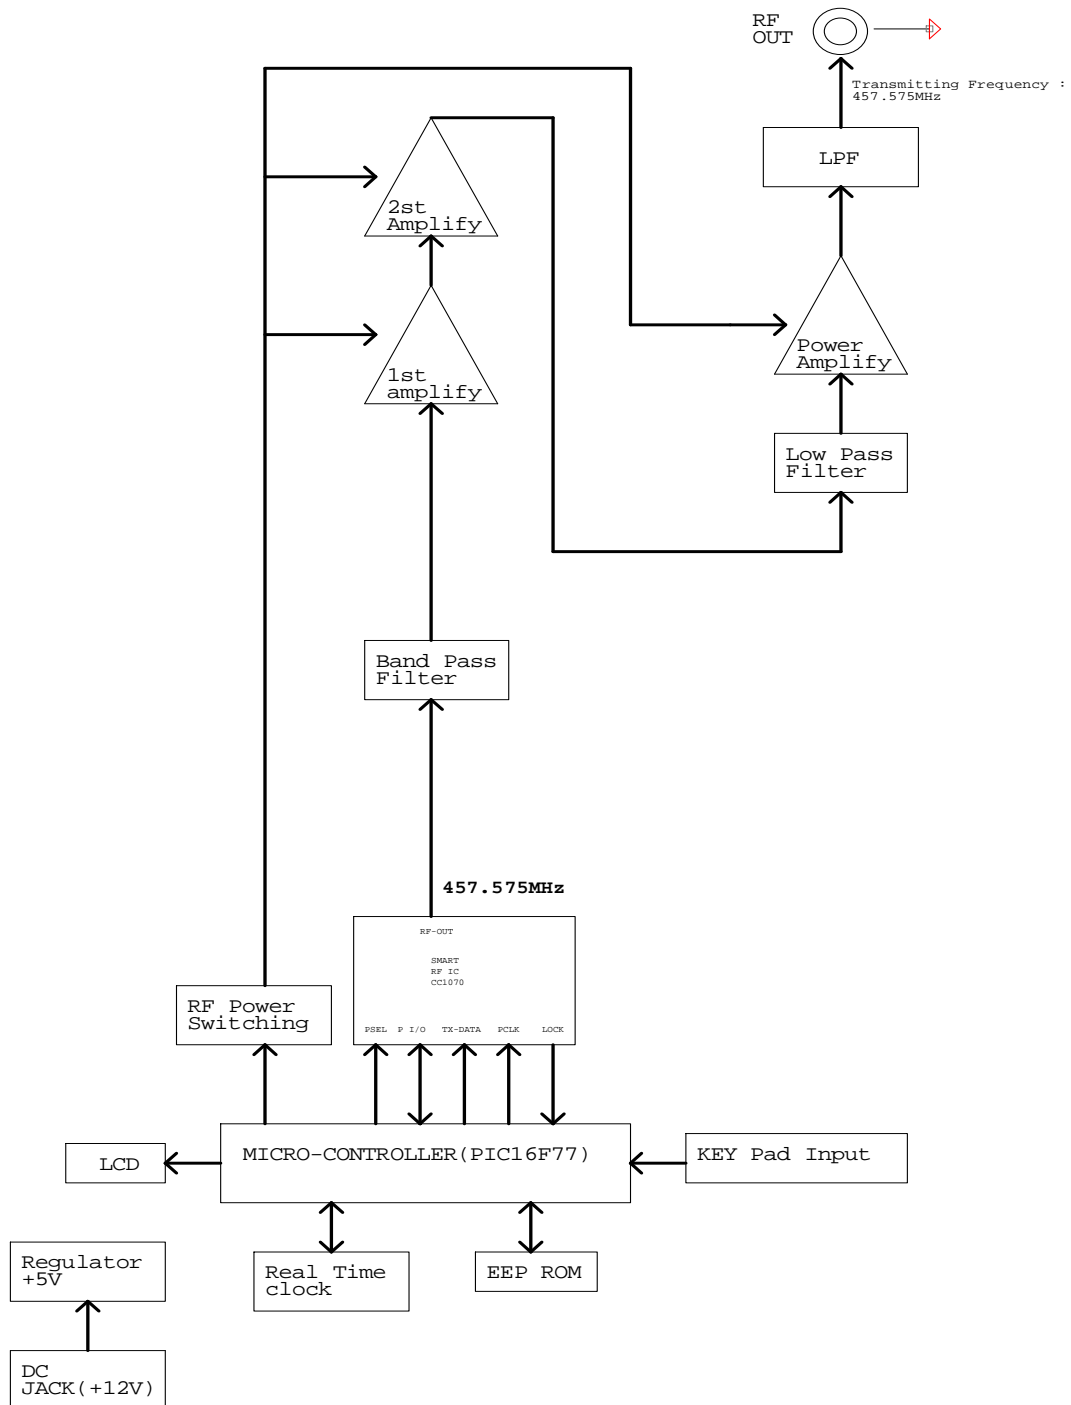 RF
OUT
Transmitting Frequency :
457.575MHz
LPF
2st
Amplify
Power
Amplify
1st
amplify
Low Pass
Filter
Band Pass
Filter
457.575MHz
RF-OUT
SMART
RF IC
CC1070
RF Power
Switching
PSEL P I/O TX-DATA PCLK LOCK
MICRO-CONTROLLER(PIC16F77)
LCD
KEY Pad Input
Regulator
+5V
Real Time
clock
EEP ROM
DC
JACK(+12V)